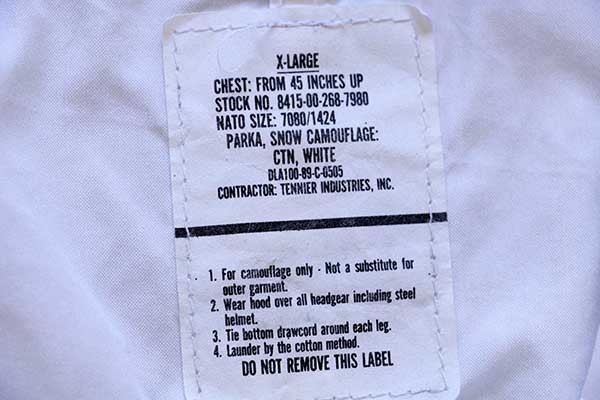 X-LARGE
CHEST: FROM 45 INCHES UP
STOCK NO. 8415-00-268-7980
NATO SIZE: 7080/1424
PARKA, SNOW CAMOUFLAGE:
CTN, WHITE
DLA100-89-C-0505
CONTRACTOR: TENNIER INDUSTRIES, INC.
1. For camouflage only - Not a substitute for
outer garment.
2. Wear hood over all headgear including steel
helmet.
3. Tie bottom drawcord around each leg.
4. Launder by the cotton method.
DO NOT REMOVE THIS LABEL